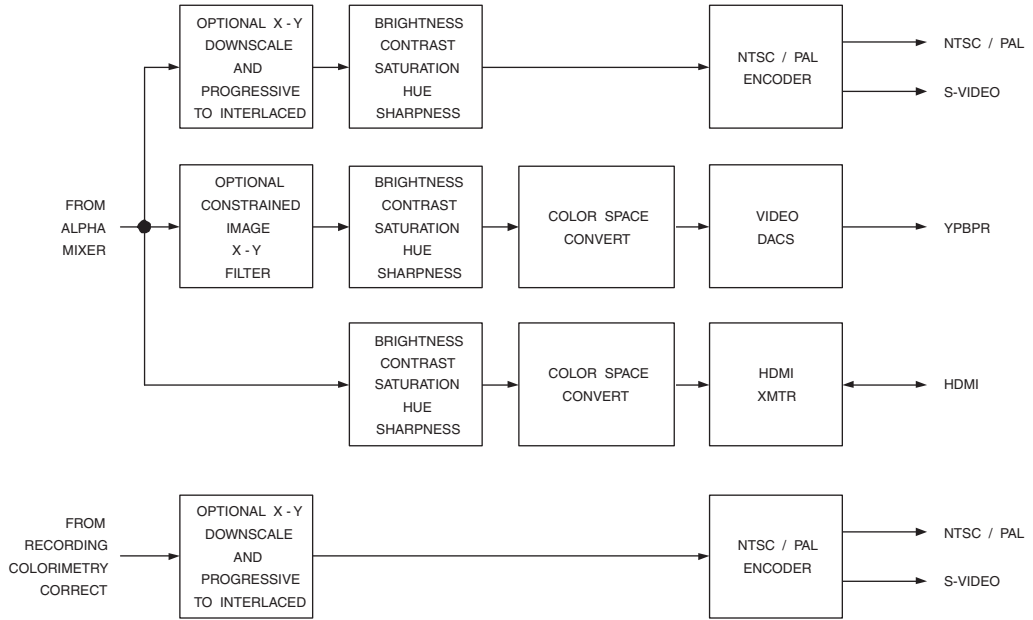 OPTIONAL X - Y
DOWNSCALE
AND
PROGRESSIVE
TO INTERLACED
BRIGHTNESS
CONTRAST
SATURATION
HUE
SHARPNESS
NTSC / PAL
ENCODER
NTSC / PAL
S-VIDEO
FROM
ALPHA
MIXER
OPTIONAL
CONSTRAINED
IMAGE
X - Y
FILTER
BRIGHTNESS
CONTRAST
SATURATION
HUE
SHARPNESS
COLOR SPACE
CONVERT
VIDEO
DACS
YPBPR
BRIGHTNESS
CONTRAST
SATURATION
HUE
SHARPNESS
COLOR SPACE
CONVERT
HDMI
XMTR
HDMI
FROM
RECORDING
COLORIMETRY
CORRECT
OPTIONAL X - Y
DOWNSCALE
AND
PROGRESSIVE
TO INTERLACED
NTSC / PAL
ENCODER
NTSC / PAL
S-VIDEO